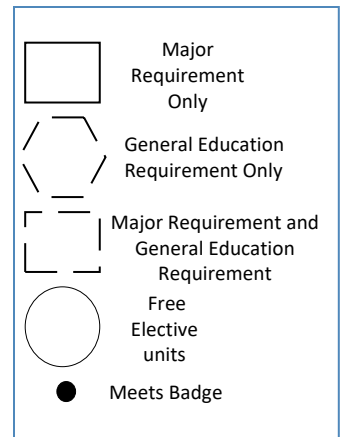 Major
Requirement
Only
General Education
Requirement Only
Major Requirement and
General Education
Requirement
Free
Elective
units
Meets Badge